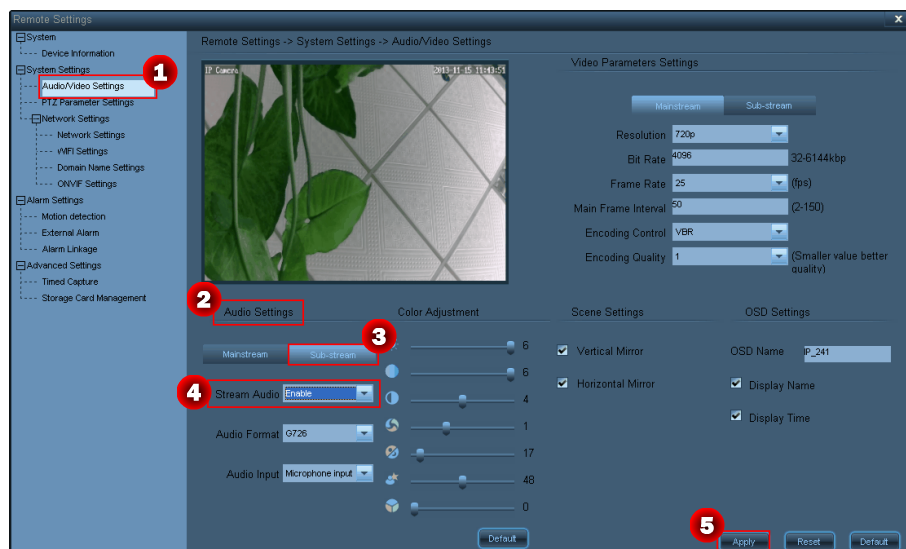 Remote Settings
x
System
Device Information
System Settings
1
Audio/Video Settings
PTZ Parameter Settings
Network Settings
Network Settings
WIFI Settings
Domain Name Settings
ONVIF Settings
Alarm Settings
Motion detection
External Alarm
Alarm Linkage
Advanced Settings
Timed Capture
Storage Card Management
Remote Settings -> System Settings -> Audio/Video Settings
IP Camera 2013-11-15 11:43:51
Video Parameters Settings
Mainstream Sub-stream
Resolution 720p
Bit Rate 4096 32-6144kbp
Frame Rate 25 (fps)
Main Frame Interval 50 (2-150)
Encoding Control VBR
Encoding Quality 1 (Smaller value better
quality)
2
Audio Settings
3
Mainstream Sub-stream
4
Stream Audio Enable
Audio Format G726
Audio Input Microphone input
Color Adjustment
6
6
4
1
17
48
0
Default
Scene Settings
Vertical Mirror
Horizontal Mirror
OSD Settings
OSD Name IP_241
Display Name
Display Time
5
Apply Reset Default